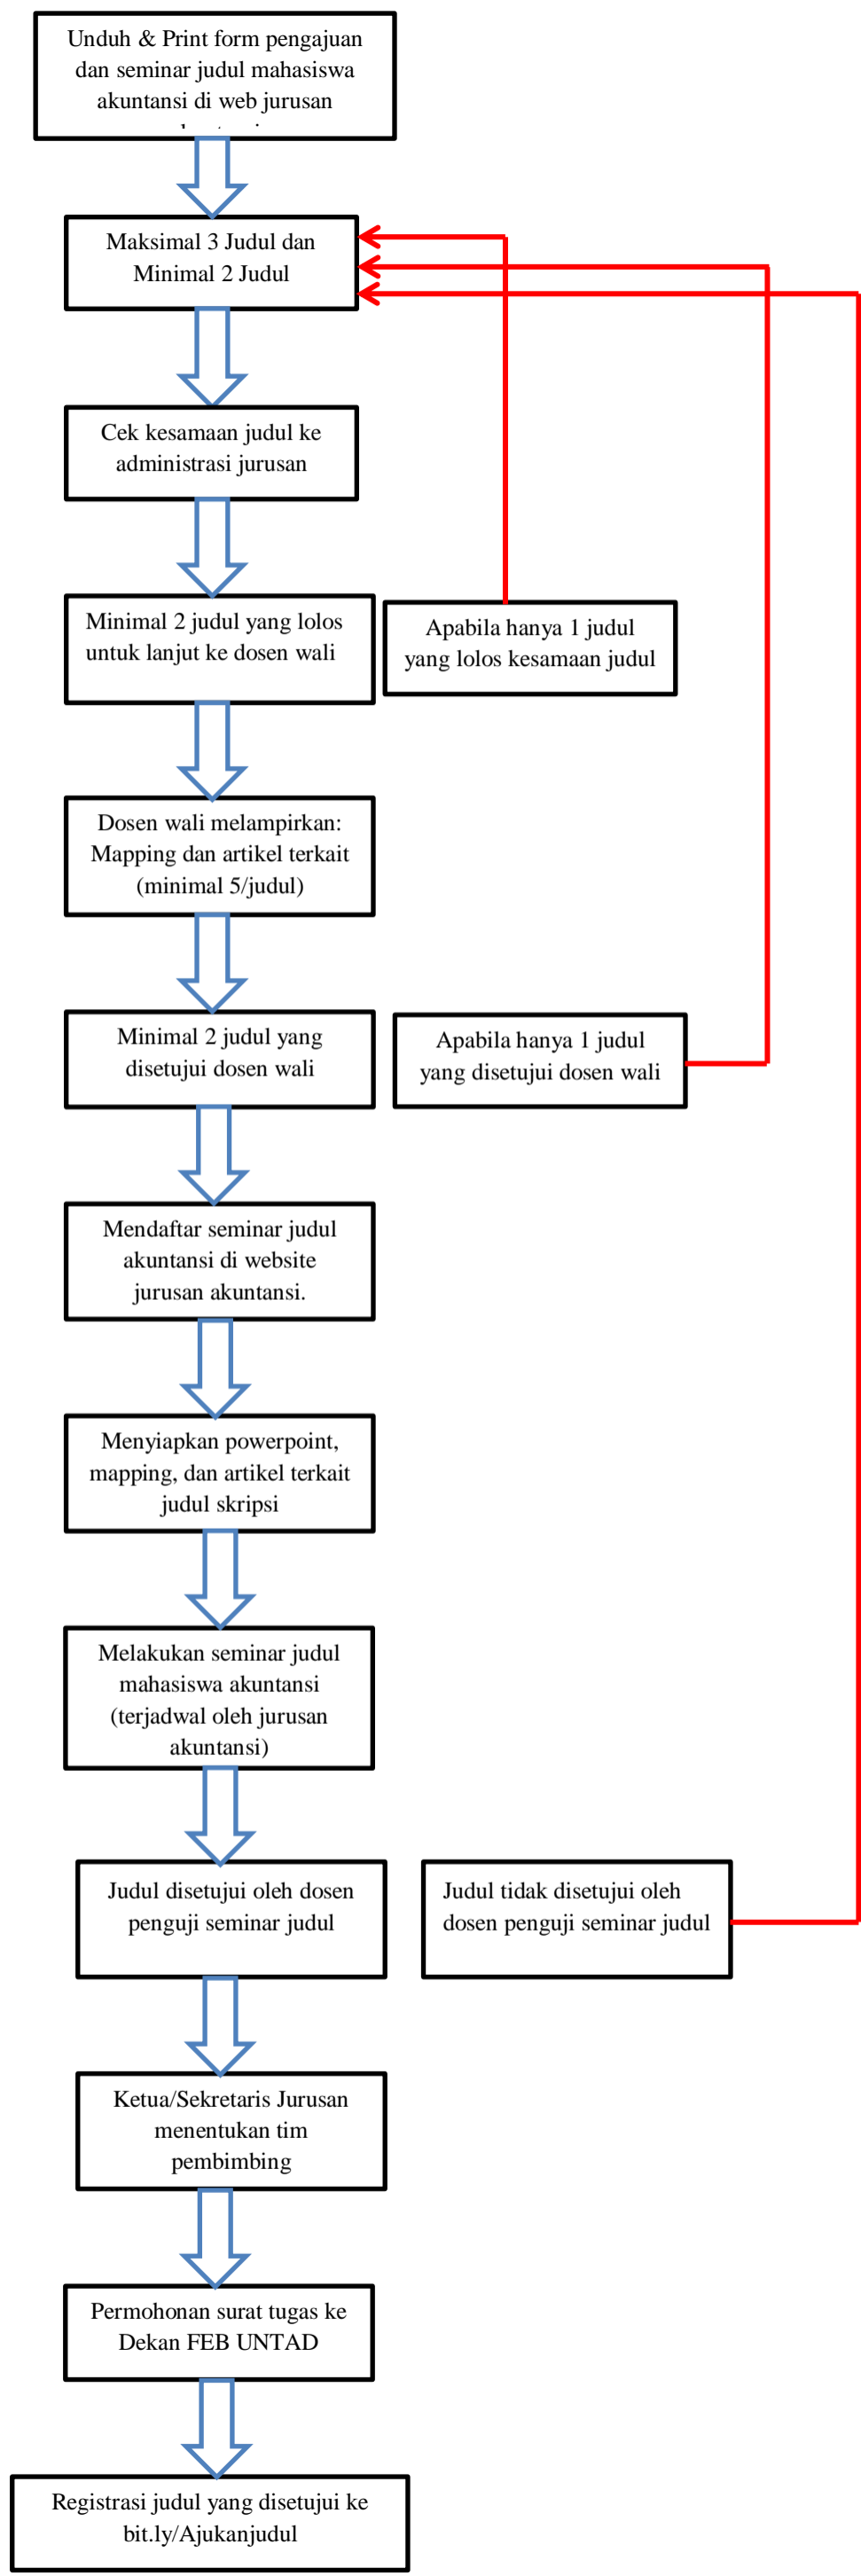 Unduh & Print form pengajuan
dan seminar judul mahasiswa
akuntansi di web jurusan
Maksimal 3 Judul dan
Minimal 2 Judul
Cek kesamaan judul ke
administrasi jurusan
Minimal 2 judul yang lolos
untuk lanjut ke dosen wali
Apabila hanya 1 judul
yang lolos kesamaan judul
Dosen wali melampirkan:
Mapping dan artikel terkait
(minimal 5/judul)
Minimal 2 judul yang
disetujui dosen wali
Apabila hanya 1 judul
yang disetujui dosen wali
Mendaftar seminar judul
akuntansi di website
jurusan akuntansi.
Menyiapkan powerpoint,
mapping, dan artikel terkait
judul skripsi
Melakukan seminar judul
mahasiswa akuntansi
(terjadwal oleh jurusan
akuntansi)
Judul disetujui oleh dosen
penguji seminar judul
Judul tidak disetujui oleh
dosen penguji seminar judul
Ketua/Sekretaris Jurusan
menentukan tim
pembimbing
Permohonan surat tugas ke
Dekan FEB UNTAD
Registrasi judul yang disetujui ke
bit.ly/Ajukanjudul